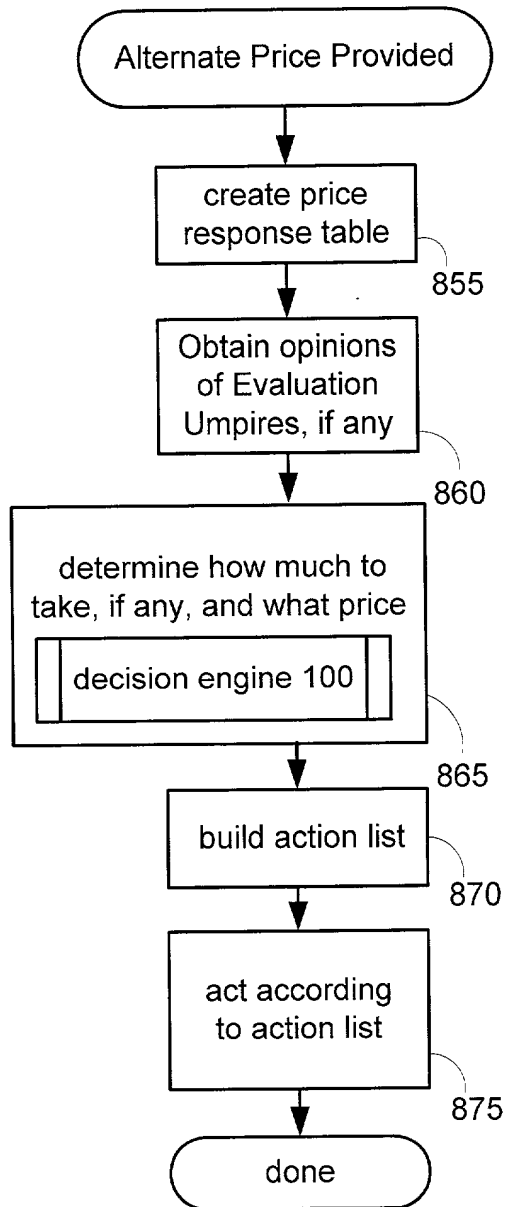 Alternate Price Provided
create price
response table
855
Obtain opinions
of Evaluation
Umpires, if any
860
determine how much to
take, if any, and what price
decision engine 100
865
build action list
870
act according
to action list
875
done